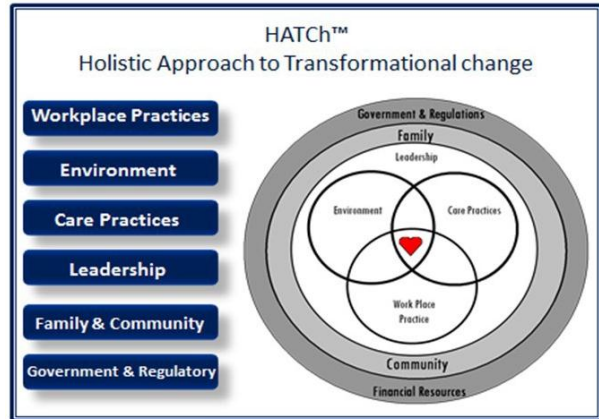 HATCh™
Holistic Approach to Transformational change
Workplace Practices
Environment
Care Practices
Leadership
Family & Community
Government & Regulatory
Government & Regulations
Family
Leadership
Environment
Care Practices
Work Place
Practice
Community
Financial Resources